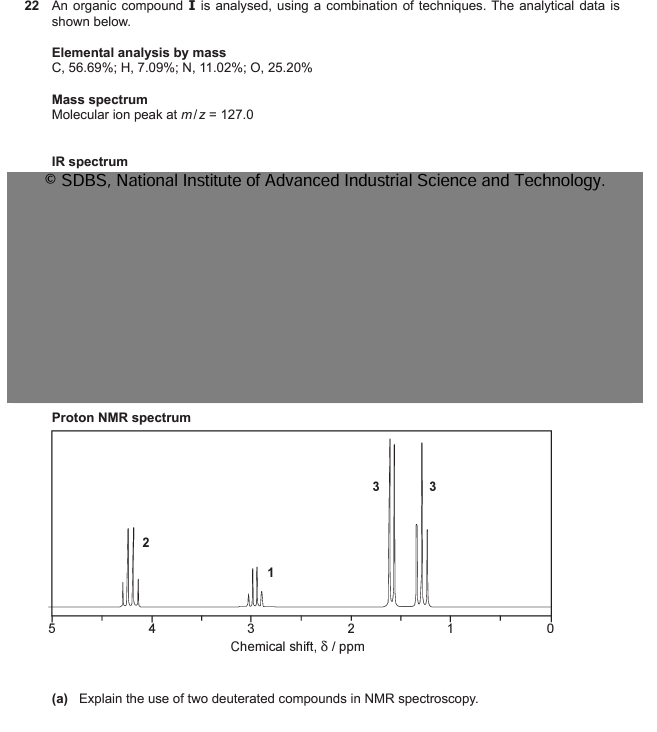 22 An organic compound I is analysed, using a combination of techniques. The analytical data is
shown below.
Elemental analysis by mass
C, 56.69%; H, 7.09%; N, 11.02%; O, 25.20%
Mass spectrum
Molecular ion peak at m/z = 127.0
IR spectrum
© SDBS, National Institute of Advanced Industrial Science and Technology.
Proton NMR spectrum
3 3
2
1
5 4 3 2 1 0
Chemical shift, δ / ppm
(a) Explain the use of two deuterated compounds in NMR spectroscopy.